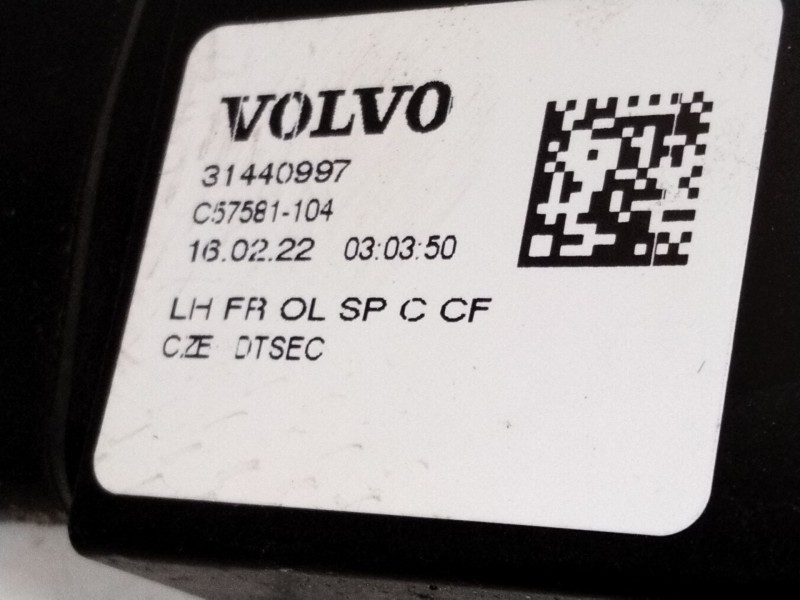 VOLVO
31440997
C57581-104
16.02.22 03:03:50
LH FR OL SP C CF
CZE DTSEC